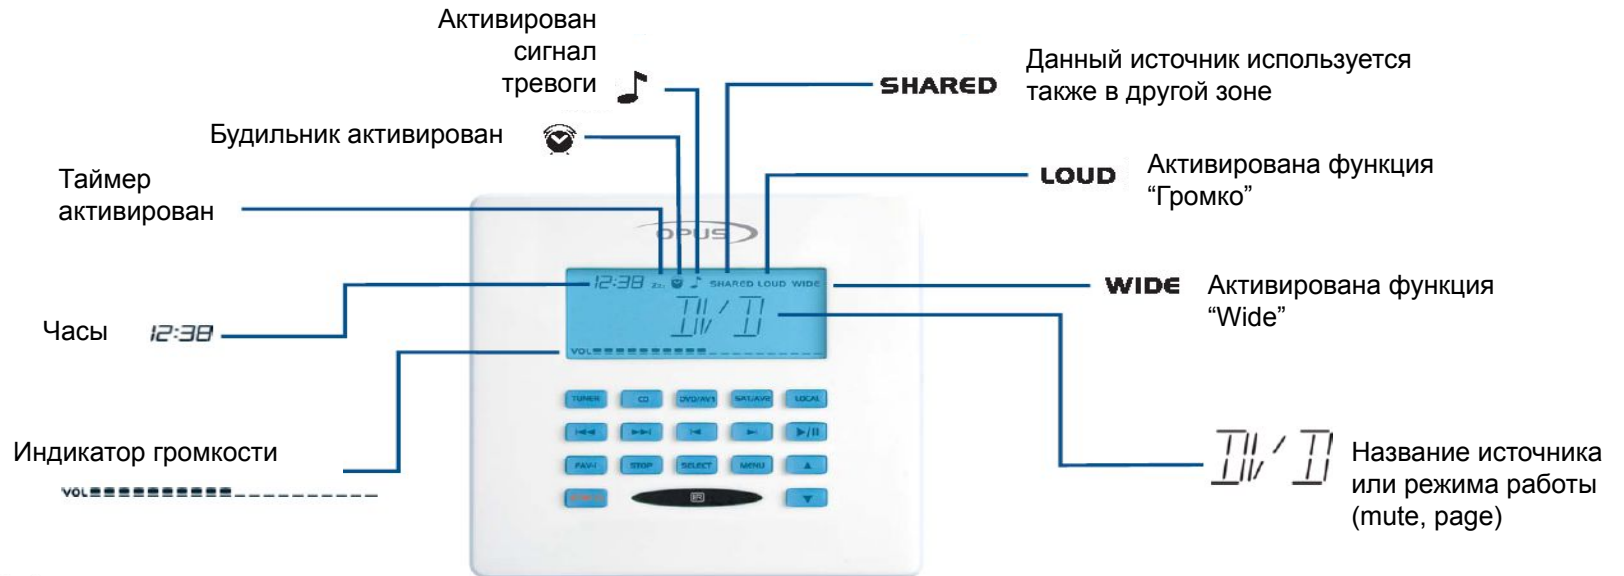 Активирован
сигнал
тревоги
SHARED
Данный источник используется
также в другой зоне
Будильник активирован
LOUD
Активирована функция
“Громко”
Таймер
активирован
OPUS
12:38 Zz. SHARED LOUD WIDE
WIDE
Активирована функция
“Wide”
Часы 12:38
DVD
VOL
TUNER CD DVD/AV1 SAT/AV2 LOCAL
Индикатор громкости
FAV-I STOP SELECT MENU
VOL
DVD
Название источника
или режима работы
(mute, page)